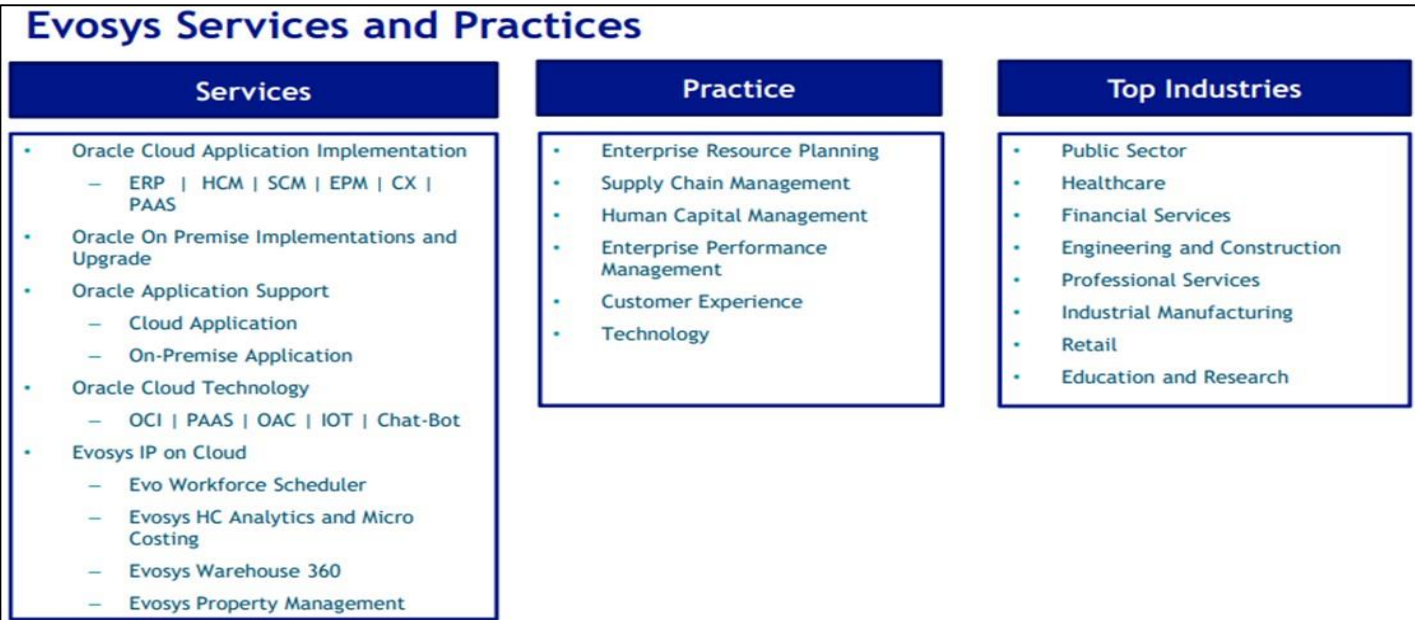 Evosys Services and Practices
Services
• Oracle Cloud Application Implementation
– ERP | HCM | SCM | EPM | CX |
PAAS
• Oracle On Premise Implementations and
Upgrade
• Oracle Application Support
– Cloud Application
– On-Premise Application
• Oracle Cloud Technology
– OCI | PAAS | OAC | IOT | Chat-Bot
• Evosys IP on Cloud
– Evo Workforce Scheduler
– Evosys HC Analytics and Micro
Costing
– Evosys Warehouse 360
– Evosys Property Management
Practice
• Enterprise Resource Planning
• Supply Chain Management
• Human Capital Management
• Enterprise Performance
Management
• Customer Experience
• Technology
Top Industries
• Public Sector
• Healthcare
• Financial Services
• Engineering and Construction
• Professional Services
• Industrial Manufacturing
• Retail
• Education and Research